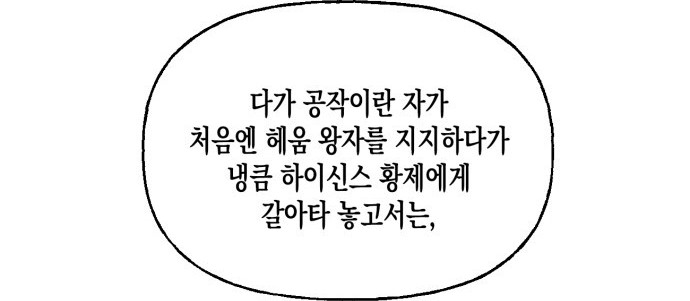 다가 공작이란 자가
처음엔 헤움 왕자를 지지하다가
냉큼 하이신스 황제에게
갈아타 놓고서는,